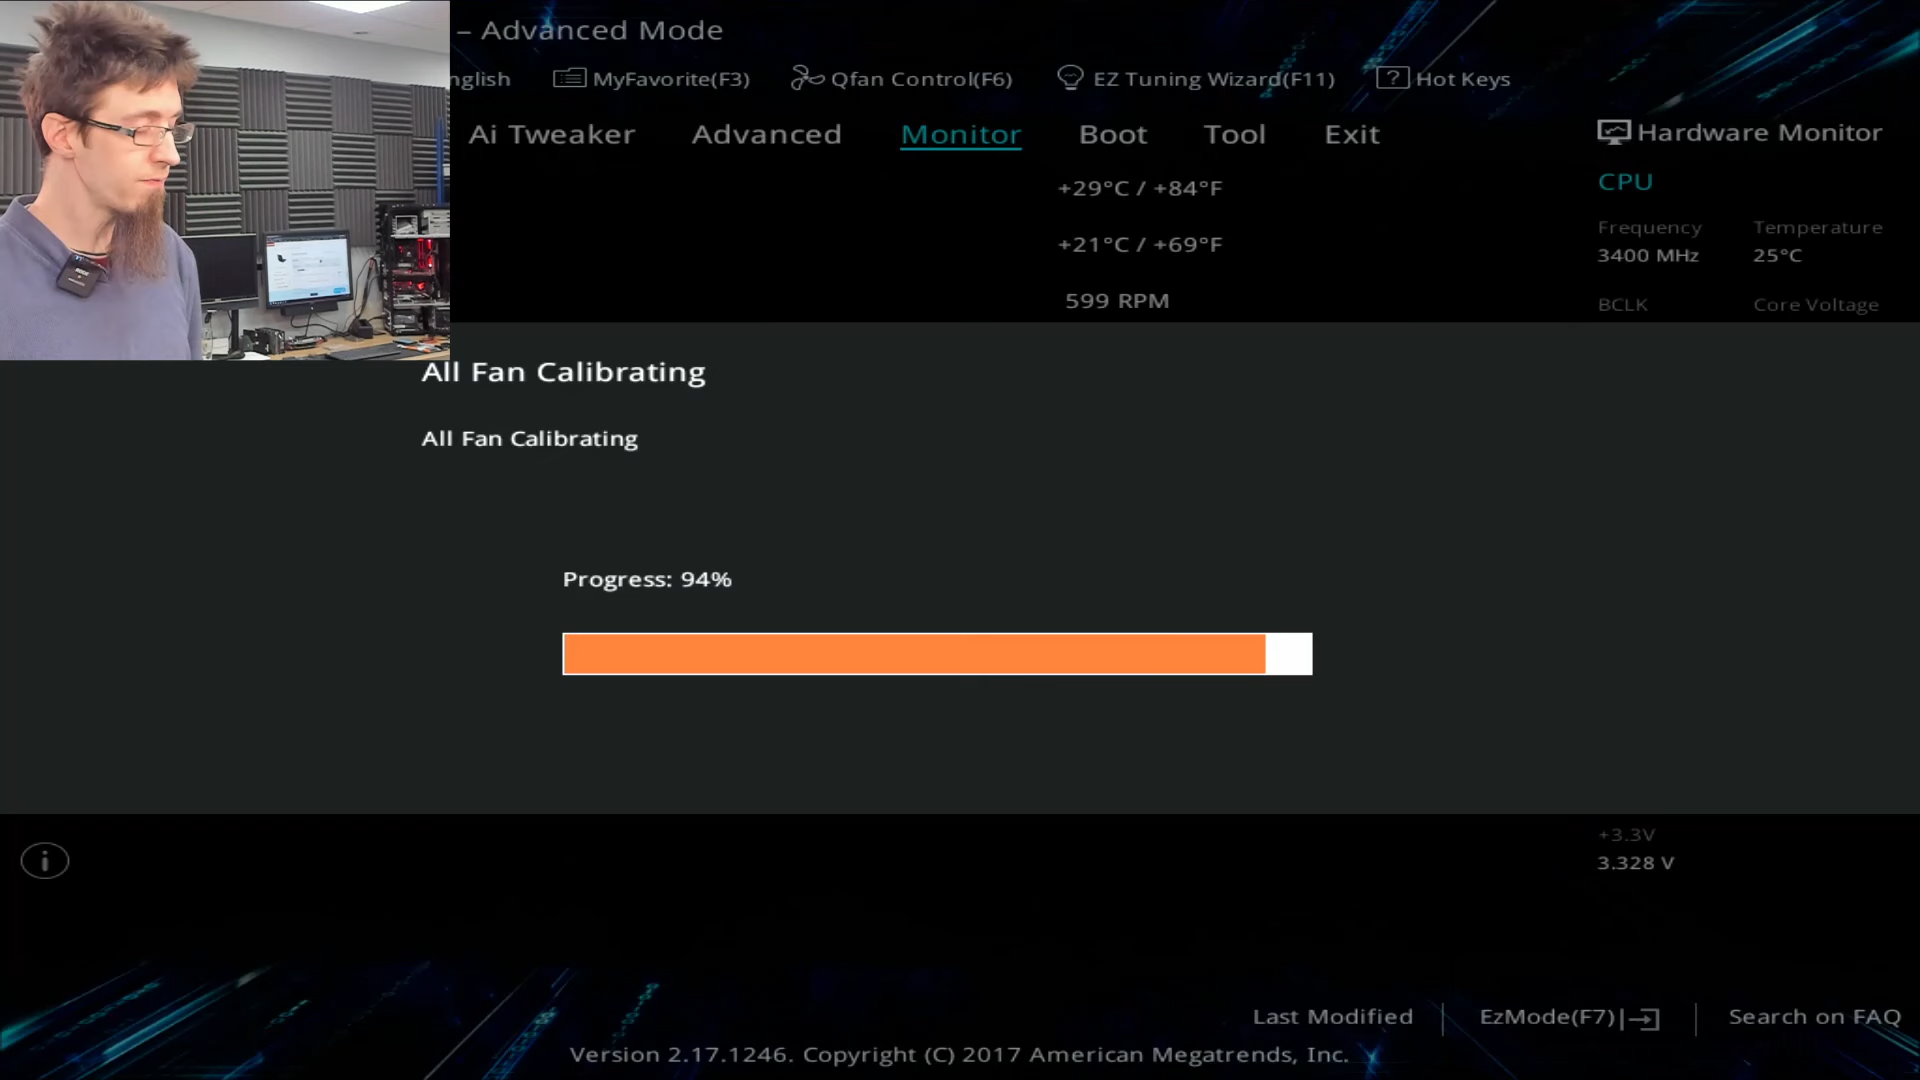 – Advanced Mode
nglish
MyFavorite(F3)
Qfan Control(F6)
EZ Tuning Wizard(F11)
? Hot Keys
Ai Tweaker
Advanced
Monitor
Boot
Tool
Exit
Hardware Monitor
+29°C / +84°F
+21°C / +69°F
599 RPM
CPU
Frequency
Temperature
3400 MHz
25°C
BCLK
Core Voltage
All Fan Calibrating
All Fan Calibrating
Progress: 94%
+3.3V
3.328 V
i
Last Modified
EzMode(F7)
Search on FAQ
Version 2.17.1246. Copyright (C) 2017 American Megatrends, Inc.